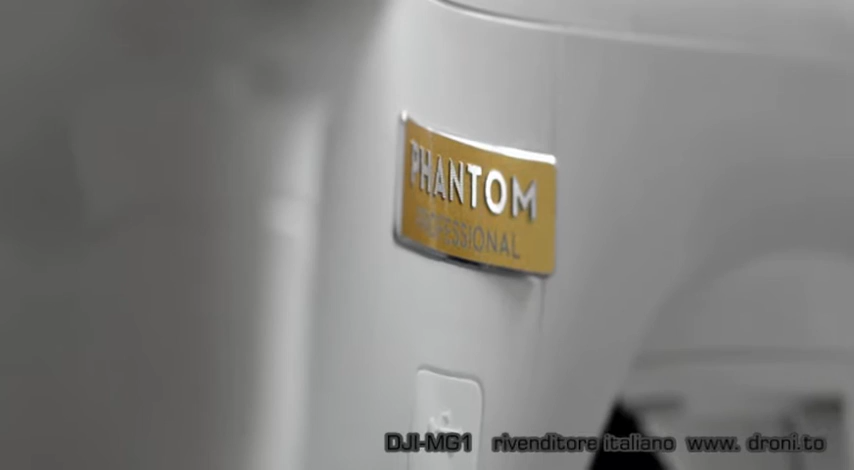 PHANTOM
PROFESSIONAL
DJI-MG1 rivenditore italiano www. droni.to